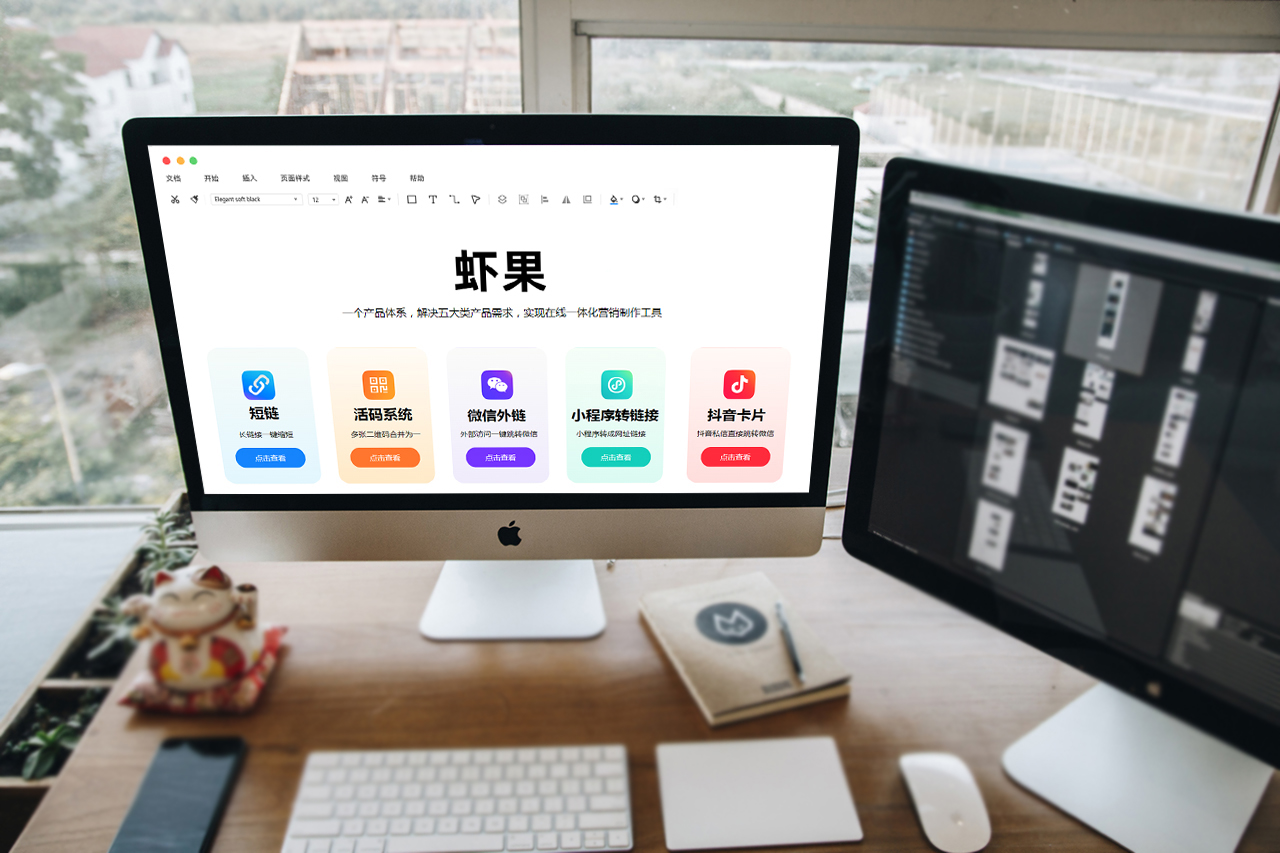 文档 开始 插入 页面样式 视图 符号 帮助
Elegant soft black 12
虾果
一个产品体系，解决五大类产品需求，实现在线一体化营销制作工具
短链 活码系统 微信外链 小程序转链接 抖音卡片
长链接一键缩短 多张二维码合并为一 外部访问一键跳转微信 小程序转成网址链接 抖音私信直接跳转微信
点击查看 点击查看 点击查看 点击查看 点击查看